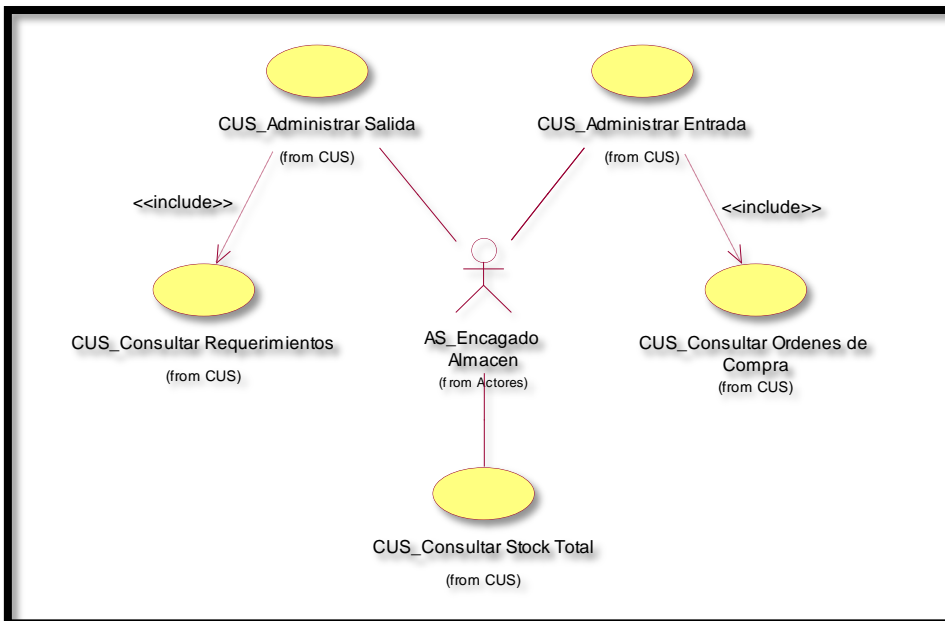 CUS_Administrar Salida
(from CUS)
CUS_Administrar Entrada
(from CUS)
<<include>>
<<include>>
CUS_Consultar Requerimientos
(from CUS)
AS_Encagado
Almacen
(from Actores)
CUS_Consultar Ordenes de
Compra
(from CUS)
CUS_Consultar Stock Total
(from CUS)